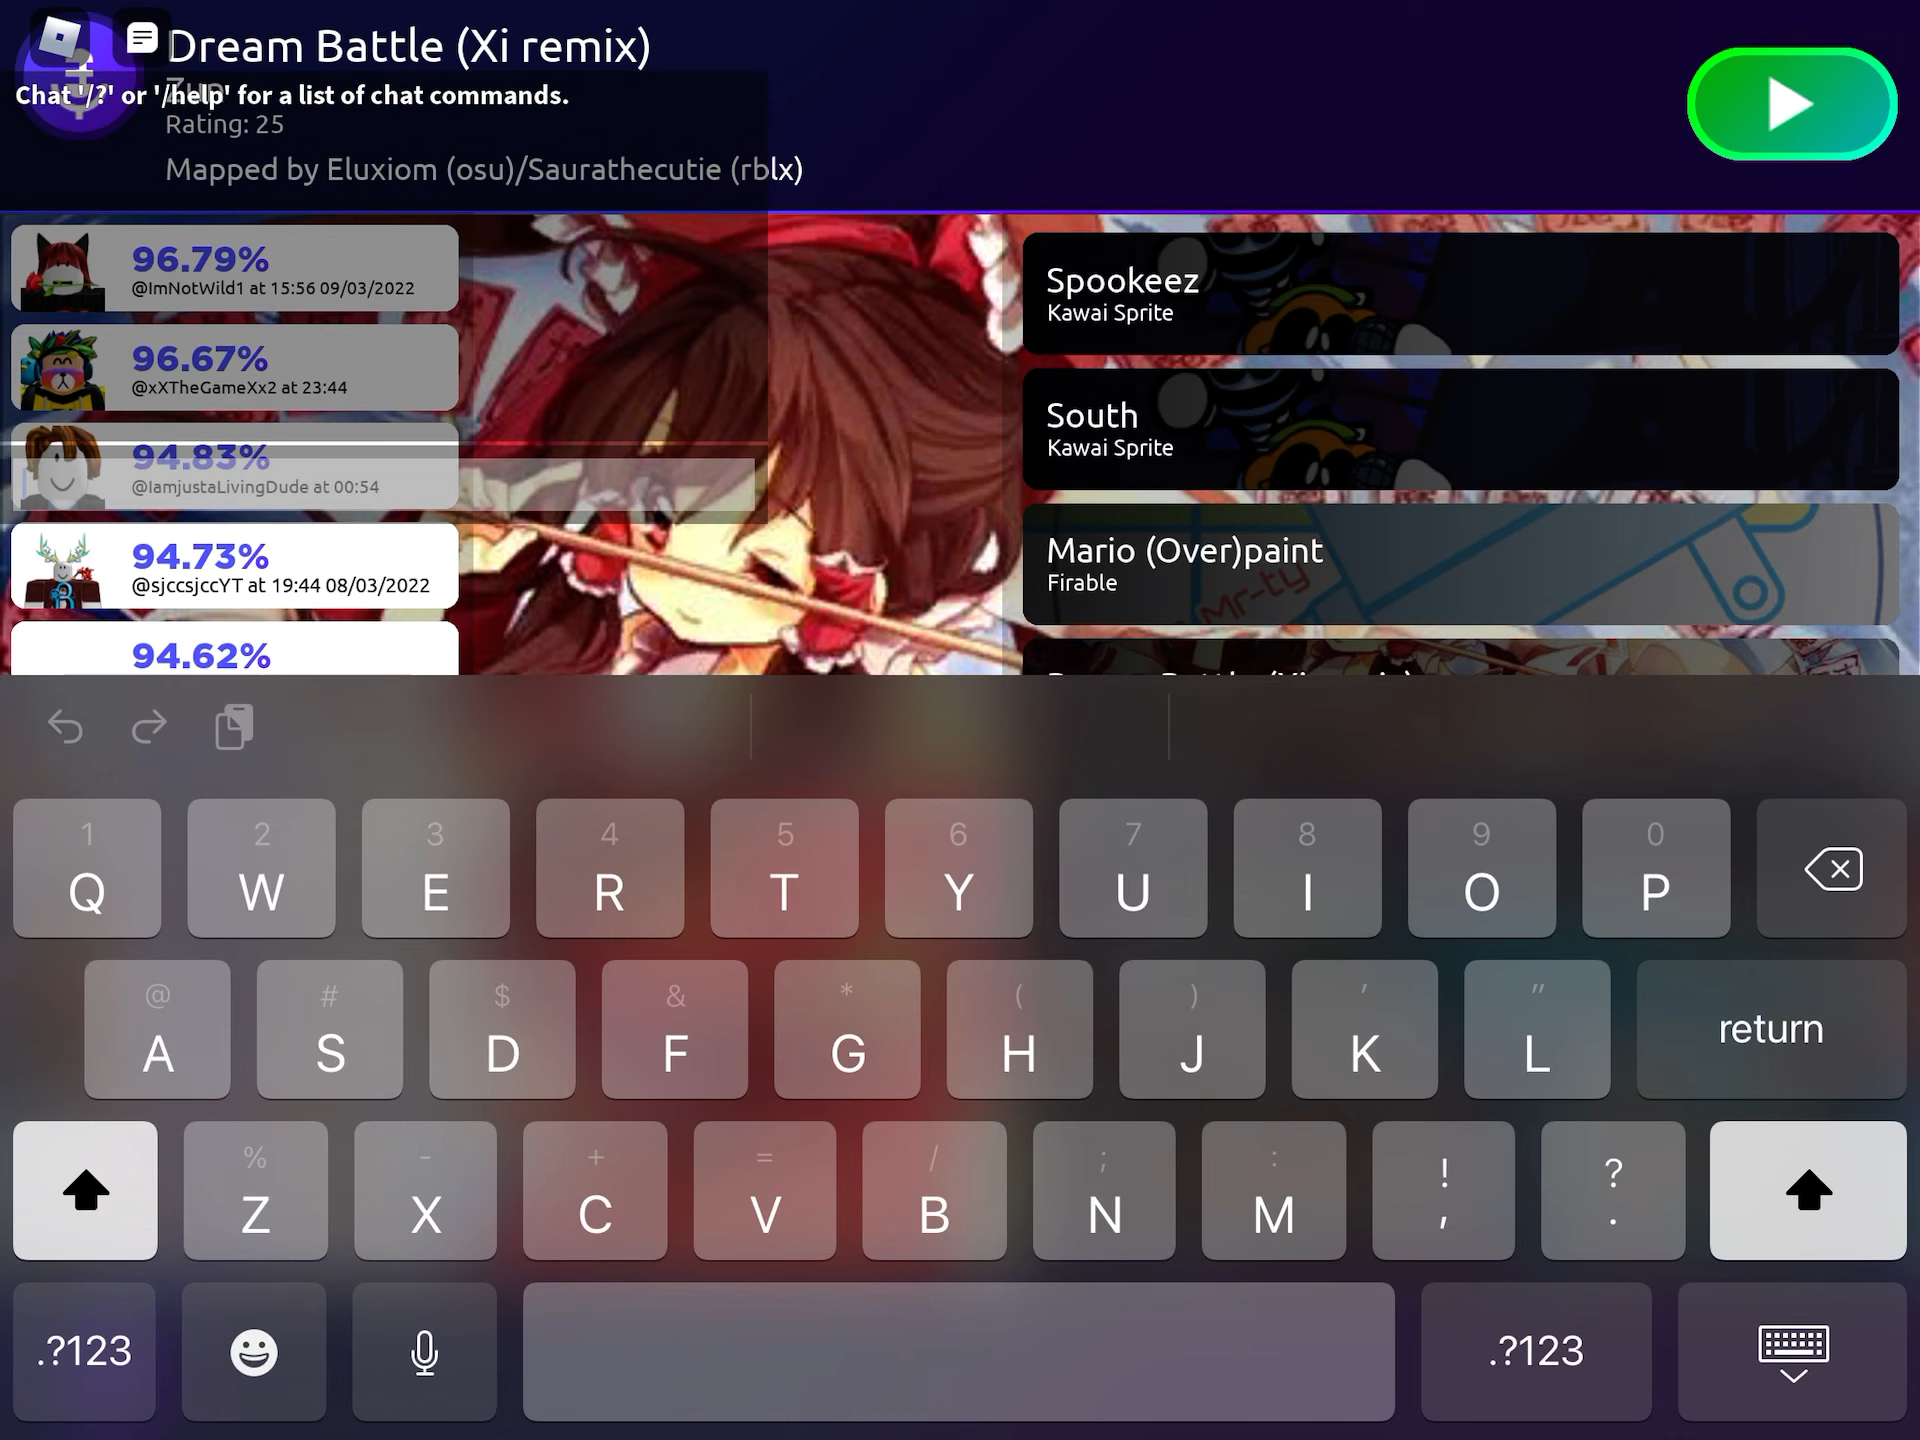 Dream Battle (Xi remix)
Zun
Chat '/?' or '/help' for a list of chat commands.
Rating: 25
Mapped by Eluxiom (osu)/Saurathecutie (rblx)
96.79%
@ImNotWild1 at 15:56 09/03/2022
96.67%
@xXTheGameXx2 at 23:44
94.83%
@IamjustaLivingDude at 00:54
94.73%
@sjccsjccYT at 19:44 08/03/2022
94.62%
Spookeez
Kawai Sprite
South
Kawai Sprite
Mario (Over)paint
Firable
Mr-ty
1 2 3 4 5 6 7 8 9 0
Q W E R T Y U I O P
@ # $ & * ( ) ' "
A S D F G H J K L return
% - + = / ; : ! ?
Z X C V B N M , .
.?123 .?123